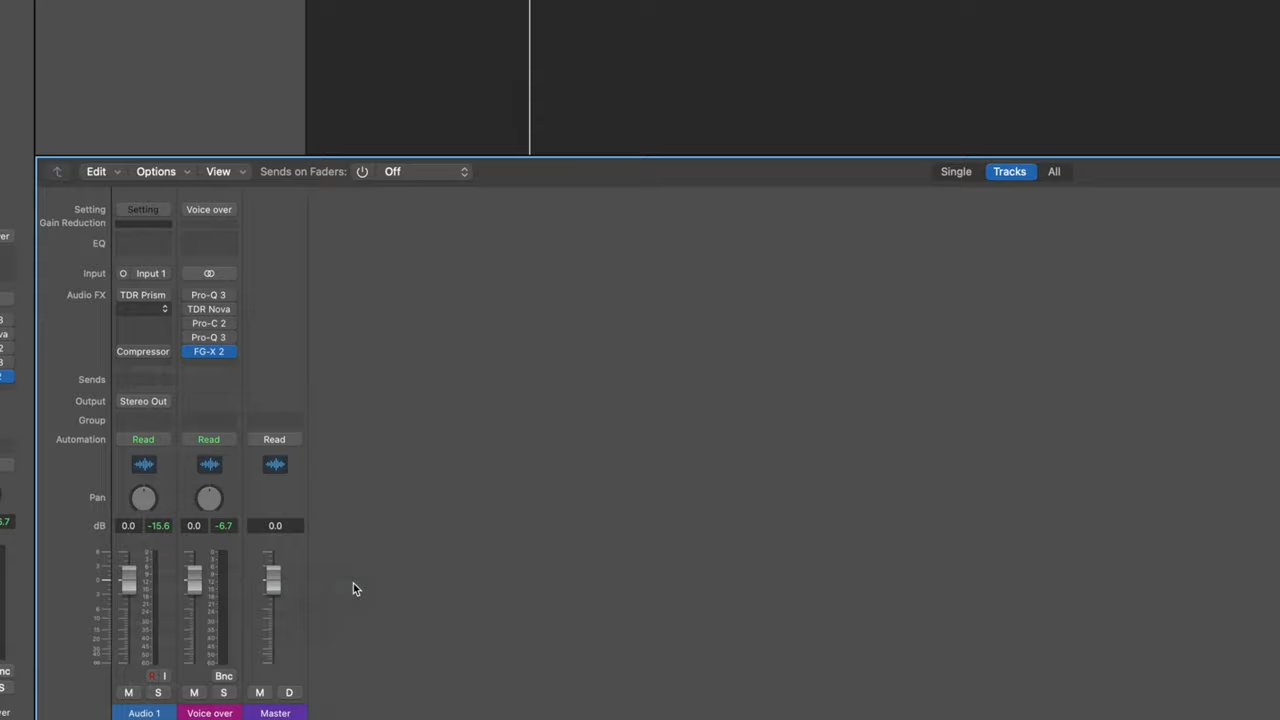 Edit Options View Sends on Faders: Off Single Tracks All
Setting Setting Voice over
Gain Reduction
EQ
Input Input 1
Audio FX TDR Prism Pro-Q 3
TDR Nova
Pro-C 2
Pro-Q 3
Compressor FG-X 2
Sends
Output Stereo Out
Group
Automation Read Read Read
Pan
dB 0.0 -15.6 0.0 -6.7 0.0
R I Bnc
M S M S M D
Audio 1 Voice over Master